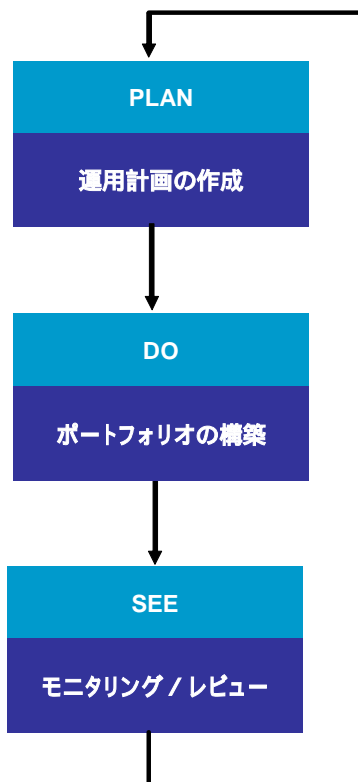 PLAN
運用計画の作成
DO
ポートフォリオの構築
SEE
モニタリング / レビュー